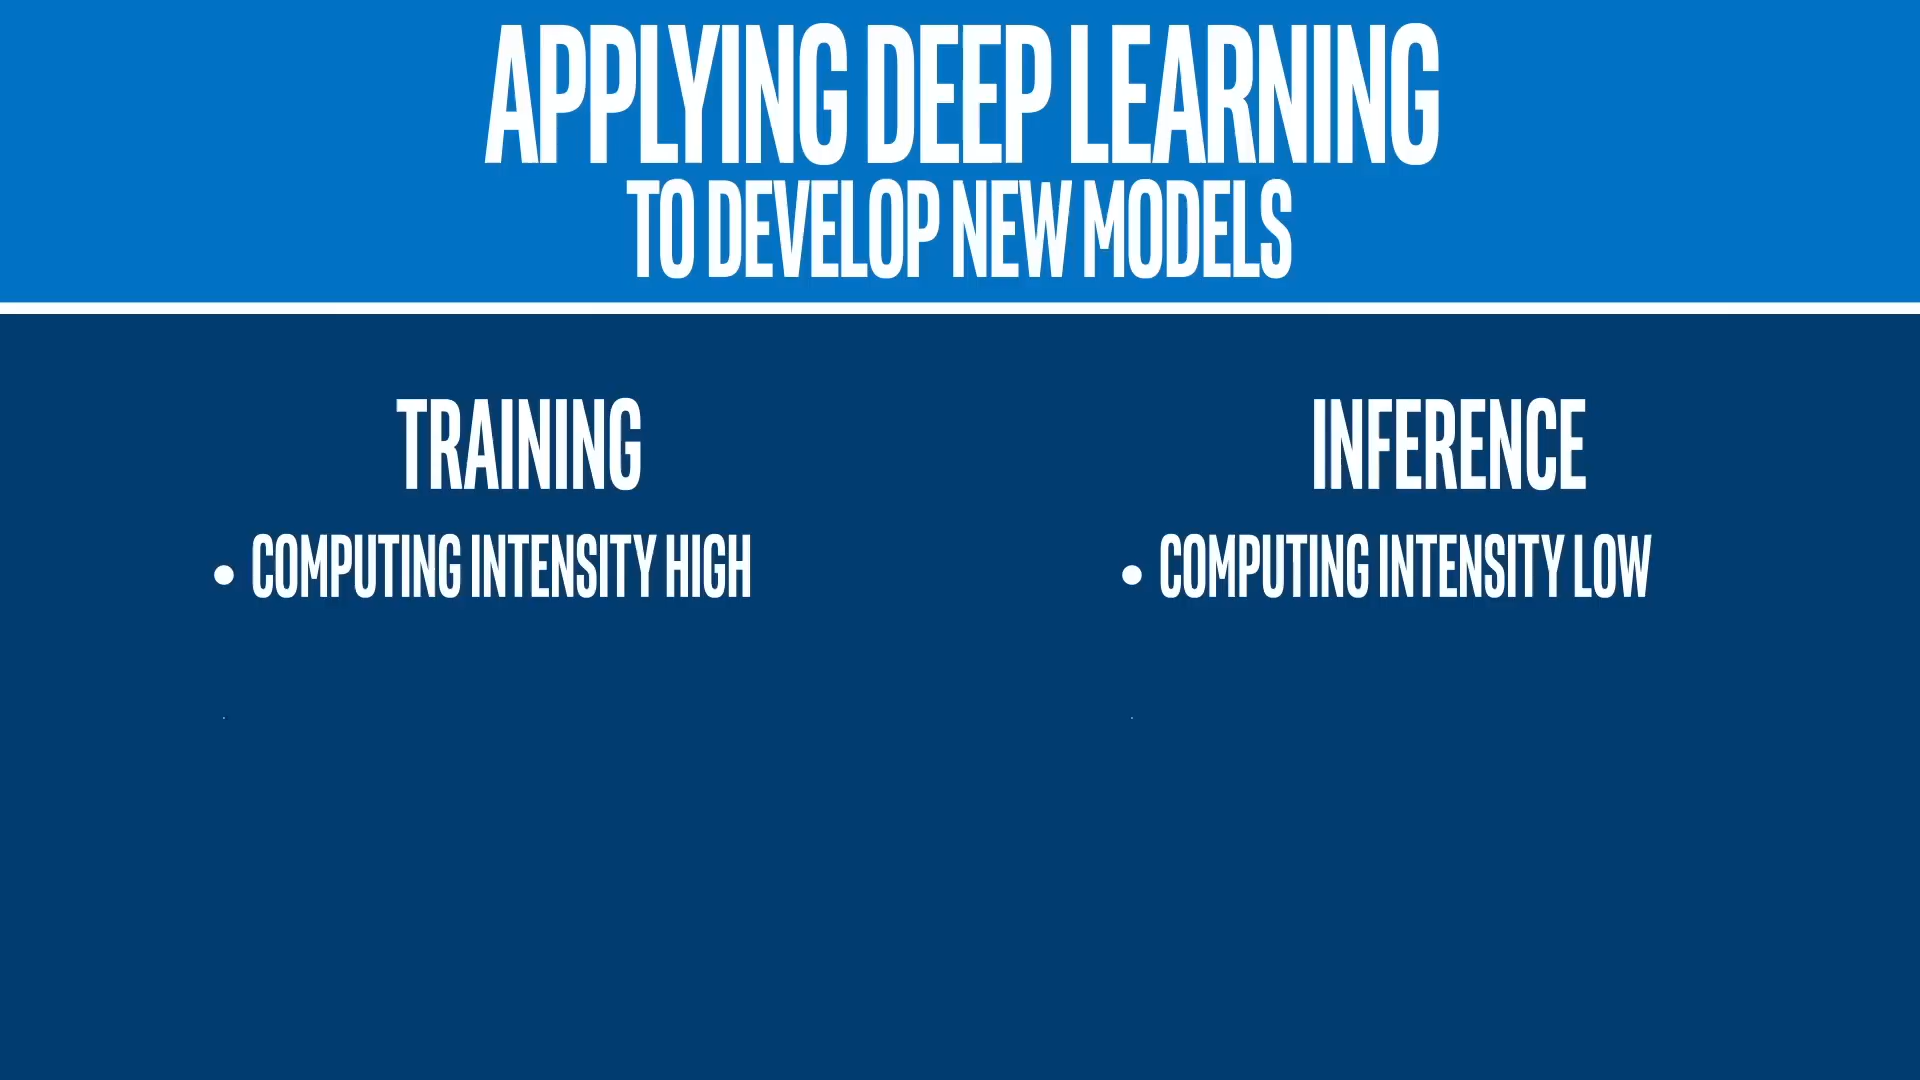 APPLYING DEEP LEARNING
TO DEVELOP NEW MODELS
TRAINING
• COMPUTING INTENSITY HIGH
INFERENCE
• COMPUTING INTENSITY LOW